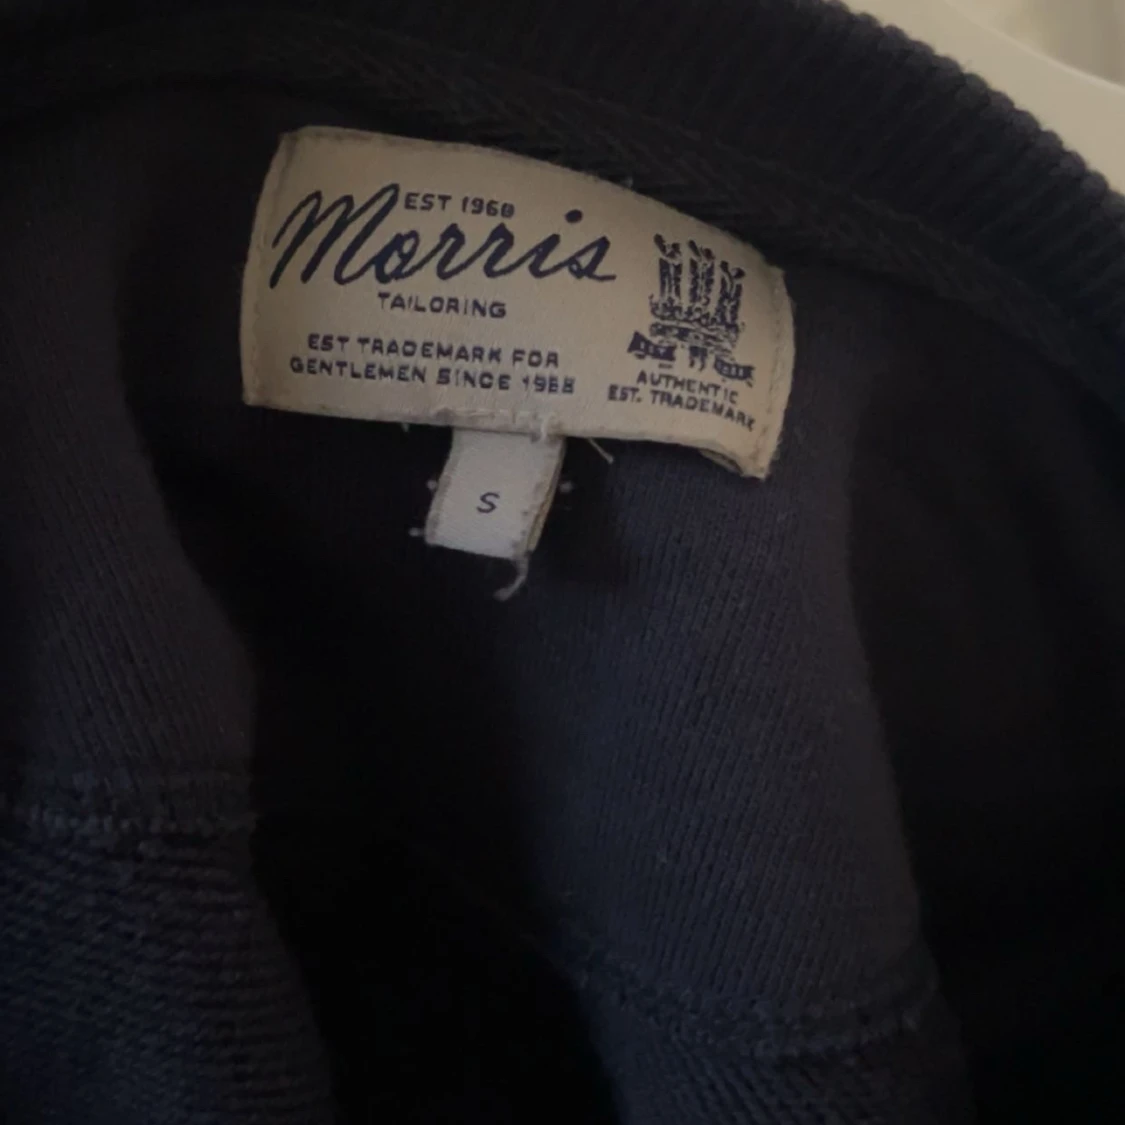 EST 1968
Morris
TAILORING
EST TRADEMARK FOR
GENTLEMEN SINCE 1968
AUTHENTIC
EST. TRADEMARK
S